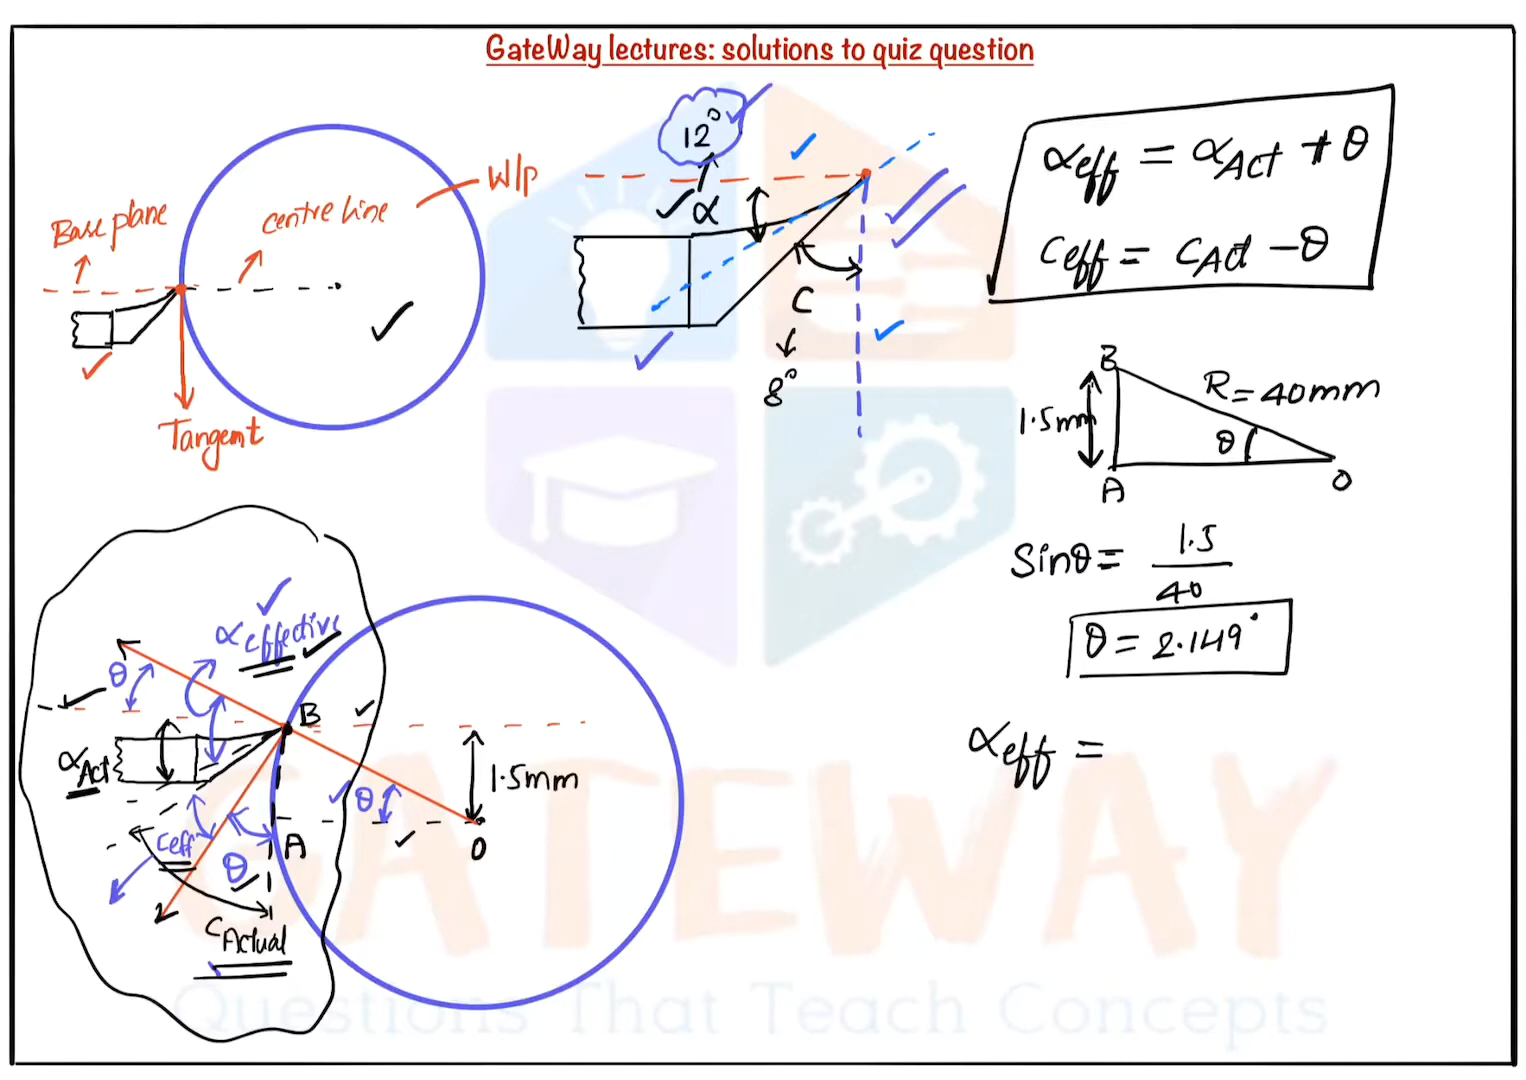 GateWay lectures: solutions to quiz question
Base plane
centre line
W/p
Tangent
12°
α
C
8°
αeff = αAct + θ
Ceff = CAct - θ
B
R = 40mm
1.5mm
θ
A
O
Sinθ = 1.5
40
θ = 2.149°
αeff =
αeffective
θ
B
αAct
1.5mm
θ
Ceff
A
O
θ
CActual
GATEWAY
Questions That Teach Concepts